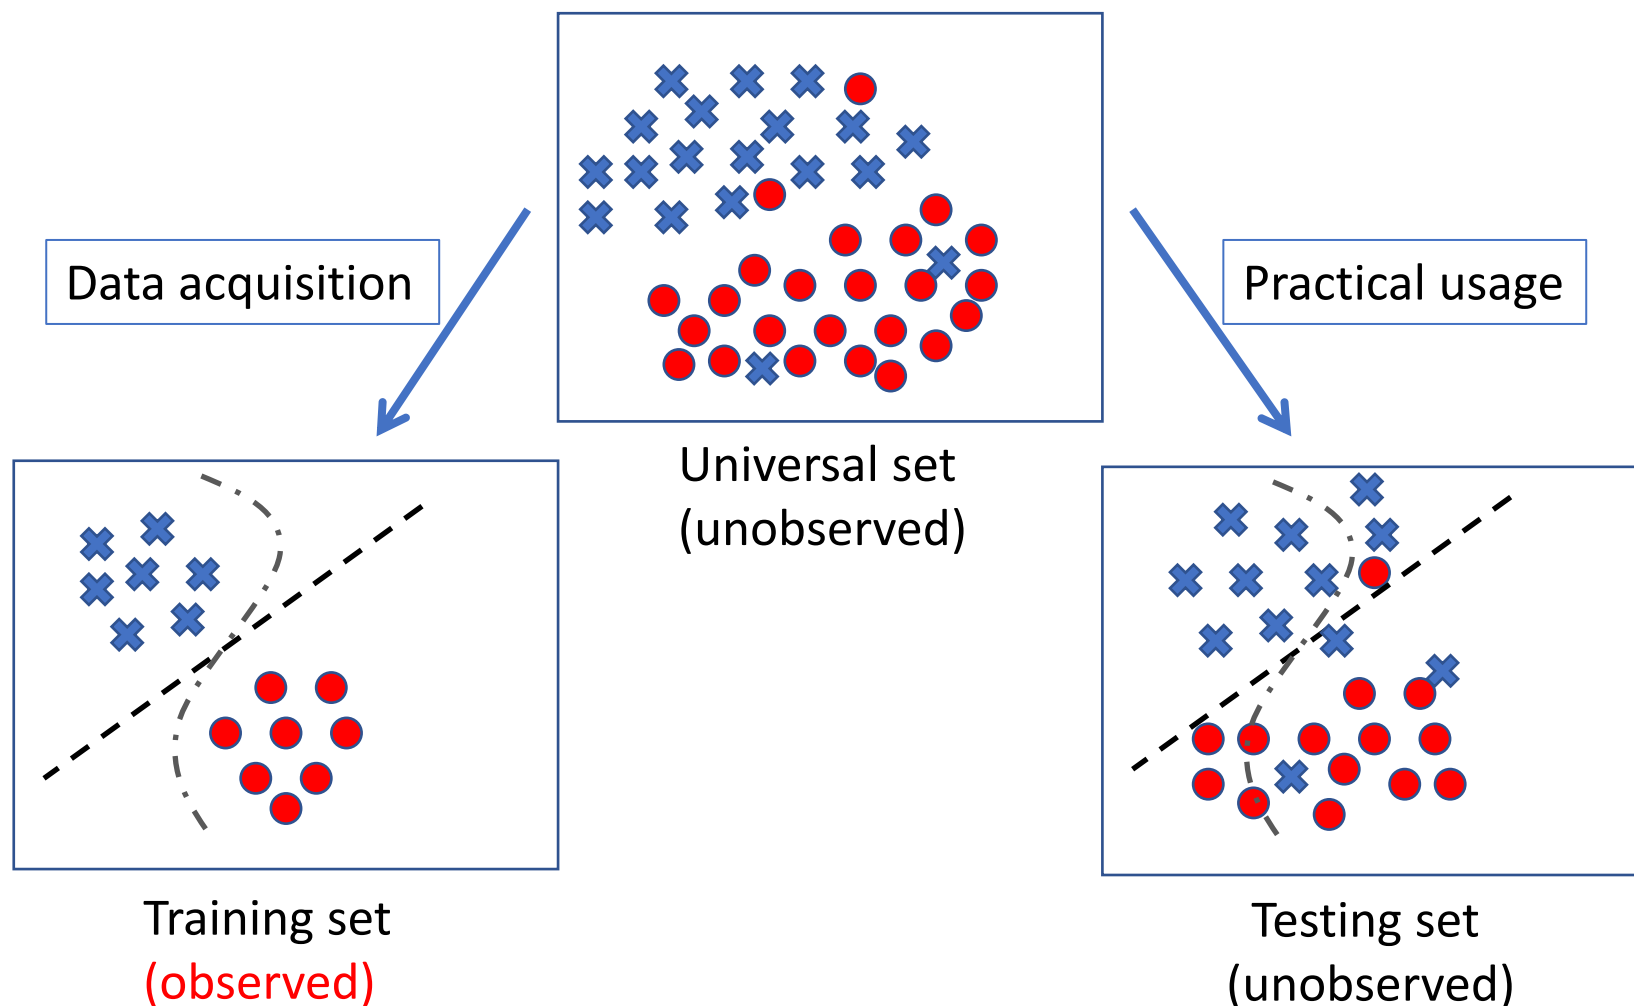 Data acquisition
Practical usage
Universal set
(unobserved)
Training set
(observed)
Testing set
(unobserved)